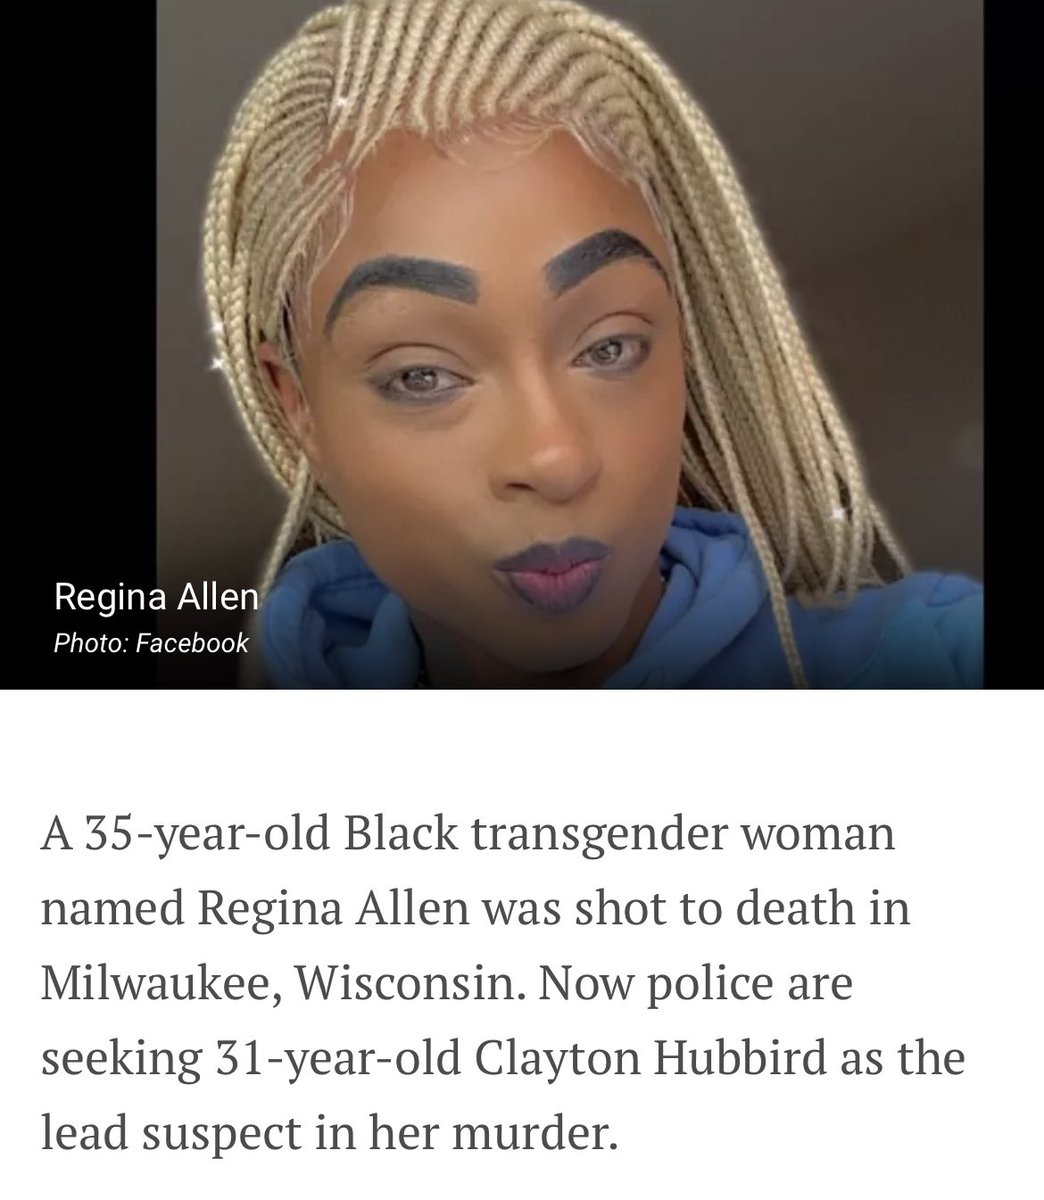 Regina Allen
Photo: Facebook
A 35-year-old Black transgender woman
named Regina Allen was shot to death in
Milwaukee, Wisconsin. Now police are
seeking 31-year-old Clayton Hubbird as the
lead suspect in her murder.